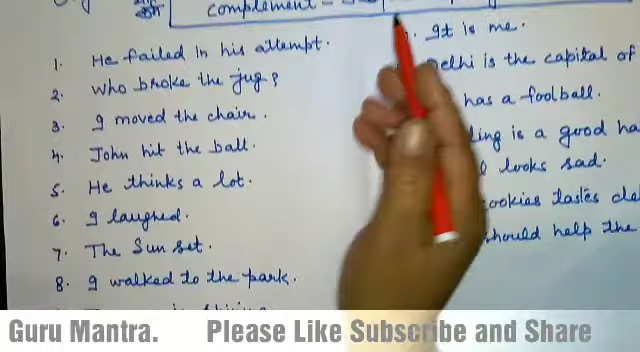 complement -
1. He failed in his attempt.
2. Who broke the jug?
3. I moved the chair.
4. John hit the ball.
5. He thinks a lot.
6. I laughed.
7. The Sun set.
8. I walked to the park.
It is me.
Delhi is the capital of
has a football.
is a good
looks sad.
cookies tastes
should help the
Guru Mantra. Please Like Subscribe and Share